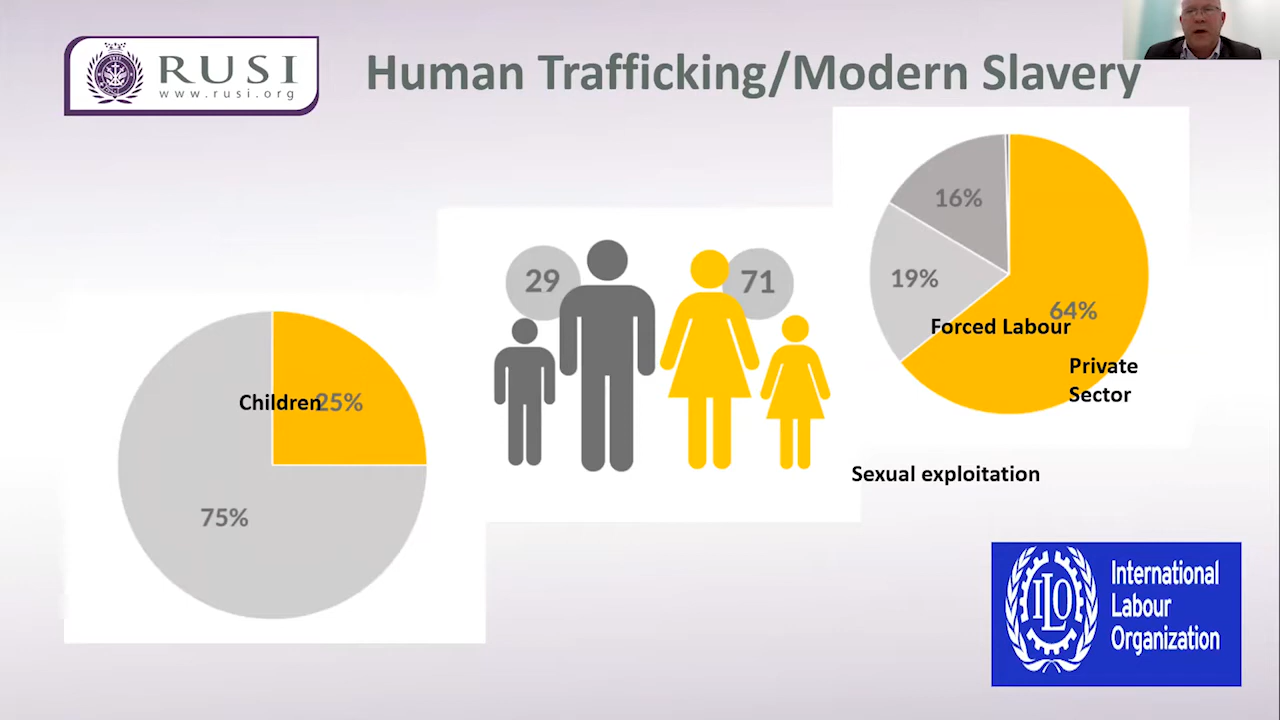 RUSI
www.rusi.org
Human Trafficking/Modern Slavery
16%
19%
64%
Forced Labour
Private
Sector
29
71
Children
25%
75%
Sexual exploitation
ILO
International
Labour
Organization